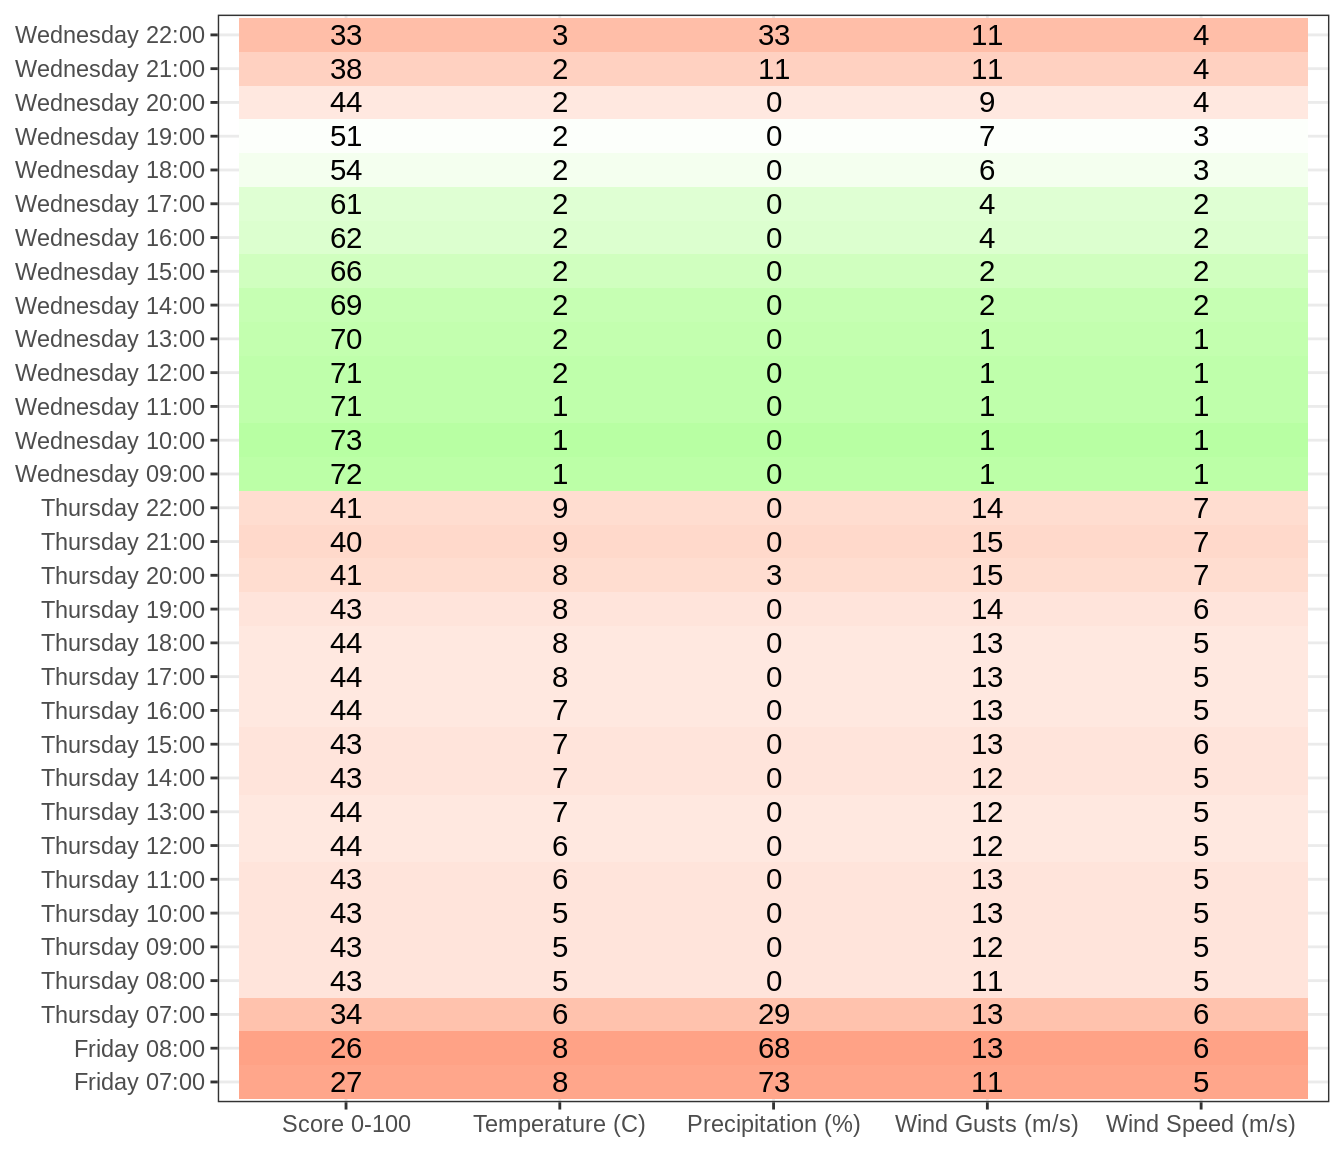 Wednesday 22:00 33 3 33 11 4
Wednesday 21:00 38 2 11 11 4
Wednesday 20:00 44 2 0 9 4
Wednesday 19:00 51 2 0 7 3
Wednesday 18:00 54 2 0 6 3
Wednesday 17:00 61 2 0 4 2
Wednesday 16:00 62 2 0 4 2
Wednesday 15:00 66 2 0 2 2
Wednesday 14:00 69 2 0 2 2
Wednesday 13:00 70 2 0 1 1
Wednesday 12:00 71 2 0 1 1
Wednesday 11:00 71 1 0 1 1
Wednesday 10:00 73 1 0 1 1
Wednesday 09:00 72 1 0 1 1
Thursday 22:00 41 9 0 14 7
Thursday 21:00 40 9 0 15 7
Thursday 20:00 41 8 3 15 7
Thursday 19:00 43 8 0 14 6
Thursday 18:00 44 8 0 13 5
Thursday 17:00 44 8 0 13 5
Thursday 16:00 44 7 0 13 5
Thursday 15:00 43 7 0 13 6
Thursday 14:00 43 7 0 12 5
Thursday 13:00 44 7 0 12 5
Thursday 12:00 44 6 0 12 5
Thursday 11:00 43 6 0 13 5
Thursday 10:00 43 5 0 13 5
Thursday 09:00 43 5 0 12 5
Thursday 08:00 43 5 0 11 5
Thursday 07:00 34 6 29 13 6
Friday 08:00 26 8 68 13 6
Friday 07:00 27 8 73 11 5
Score 0-100 Temperature (C) Precipitation (%) Wind Gusts (m/s) Wind Speed (m/s)